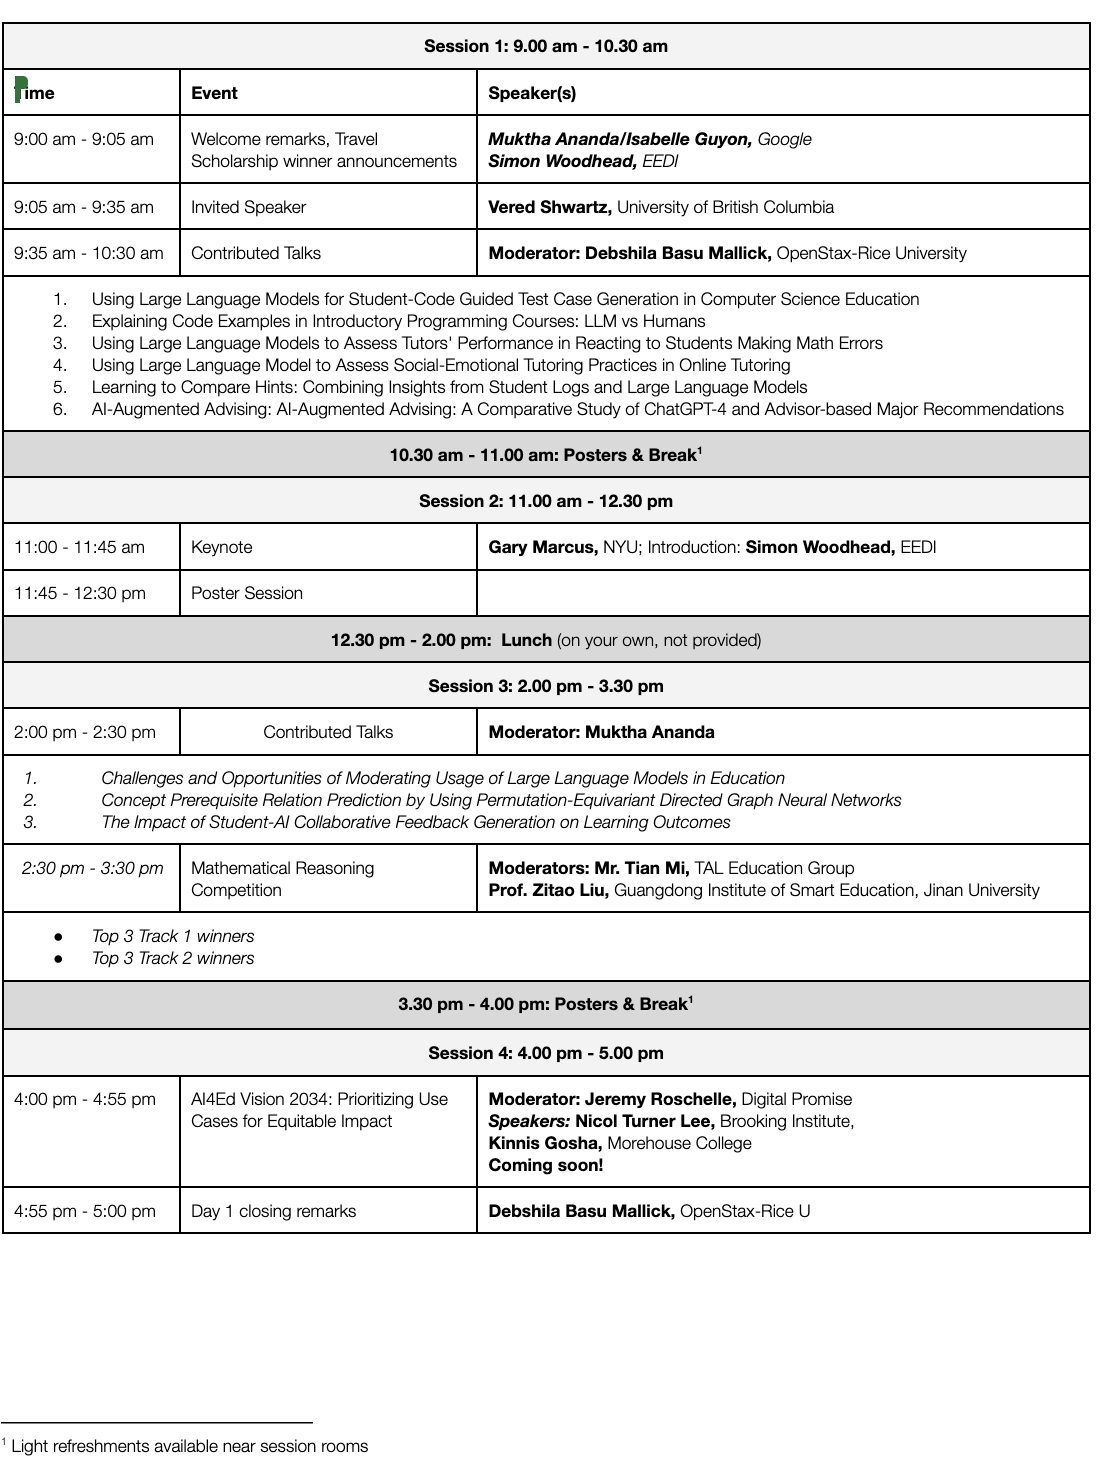 Session 1: 9.00 am - 10.30 am
Time Event Speaker(s)
9:00 am - 9:05 am Welcome remarks, Travel Muktha Ananda/Isabelle Guyon, Google
Scholarship winner announcements Simon Woodhead, EEDI
9:05 am - 9:35 am Invited Speaker Vered Shwartz, University of British Columbia
9:35 am - 10:30 am Contributed Talks Moderator: Debshila Basu Mallick, OpenStax-Rice University
1. Using Large Language Models for Student-Code Guided Test Case Generation in Computer Science Education
2. Explaining Code Examples in Introductory Programming Courses: LLM vs Humans
3. Using Large Language Models to Assess Tutors' Performance in Reacting to Students Making Math Errors
4. Using Large Language Model to Assess Social-Emotional Tutoring Practices in Online Tutoring
5. Learning to Compare Hints: Combining Insights from Student Logs and Large Language Models
6. AI-Augmented Advising: AI-Augmented Advising: A Comparative Study of ChatGPT-4 and Advisor-based Major Recommendations
10.30 am - 11.00 am: Posters & Break¹
Session 2: 11.00 am - 12.30 pm
11:00 - 11:45 am Keynote Gary Marcus, NYU; Introduction: Simon Woodhead, EEDI
11:45 - 12:30 pm Poster Session
12.30 pm - 2.00 pm: Lunch (on your own, not provided)
Session 3: 2.00 pm - 3.30 pm
2:00 pm - 2:30 pm Contributed Talks Moderator: Muktha Ananda
1. Challenges and Opportunities of Moderating Usage of Large Language Models in Education
2. Concept Prerequisite Relation Prediction by Using Permutation-Equivariant Directed Graph Neural Networks
3. The Impact of Student-AI Collaborative Feedback Generation on Learning Outcomes
2:30 pm - 3:30 pm Mathematical Reasoning Moderators: Mr. Tian Mi, TAL Education Group
Competition Prof. Zitao Liu, Guangdong Institute of Smart Education, Jinan University
● Top 3 Track 1 winners
● Top 3 Track 2 winners
3.30 pm - 4.00 pm: Posters & Break¹
Session 4: 4.00 pm - 5.00 pm
4:00 pm - 4:55 pm AI4Ed Vision 2034: Prioritizing Use Moderator: Jeremy Roschelle, Digital Promise
Cases for Equitable Impact Speakers: Nicol Turner Lee, Brooking Institute,
Kinnis Gosha, Morehouse College
Coming soon!
4:55 pm - 5:00 pm Day 1 closing remarks Debshila Basu Mallick, OpenStax-Rice U
¹ Light refreshments available near session rooms